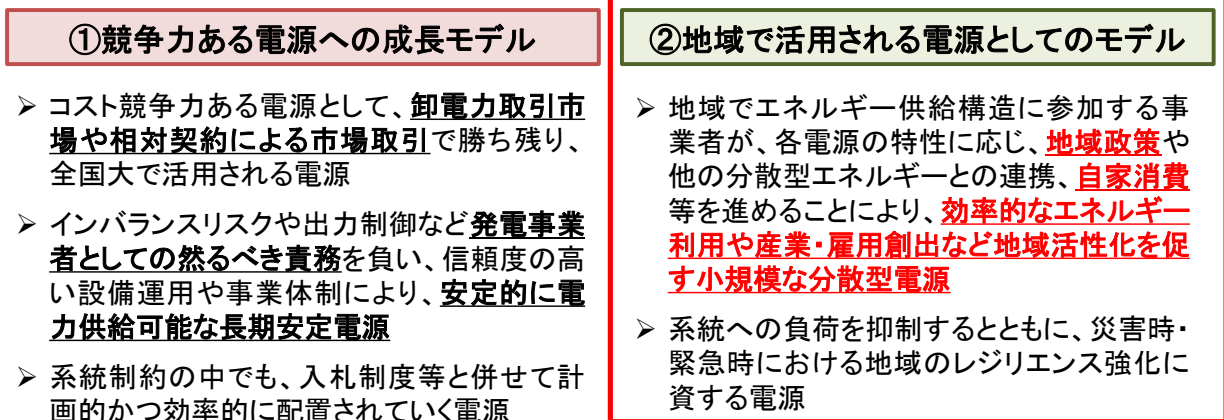 ①競争力ある電源への成長モデル
➢ コスト競争力ある電源として、卸電力取引市
場や相対契約による市場取引で勝ち残り、
全国大で活用される電源
➢ インバランスリスクや出力制御など発電事業
者としての然るべき責務を負い、信頼度の高
い設備運用や事業体制により、安定的に電
力供給可能な長期安定電源
➢ 系統制約の中でも、入札制度等と併せて計
画的かつ効率的に配置されていく電源
②地域で活用される電源としてのモデル
➢ 地域でエネルギー供給構造に参加する事
業者が、各電源の特性に応じ、地域政策や
他の分散型エネルギーとの連携、自家消費
等を進めることにより、効率的なエネルギー
利用や産業・雇用創出など地域活性化を促
す小規模な分散型電源
➢ 系統への負荷を抑制するとともに、災害時・
緊急時における地域のレジリエンス強化に
資する電源